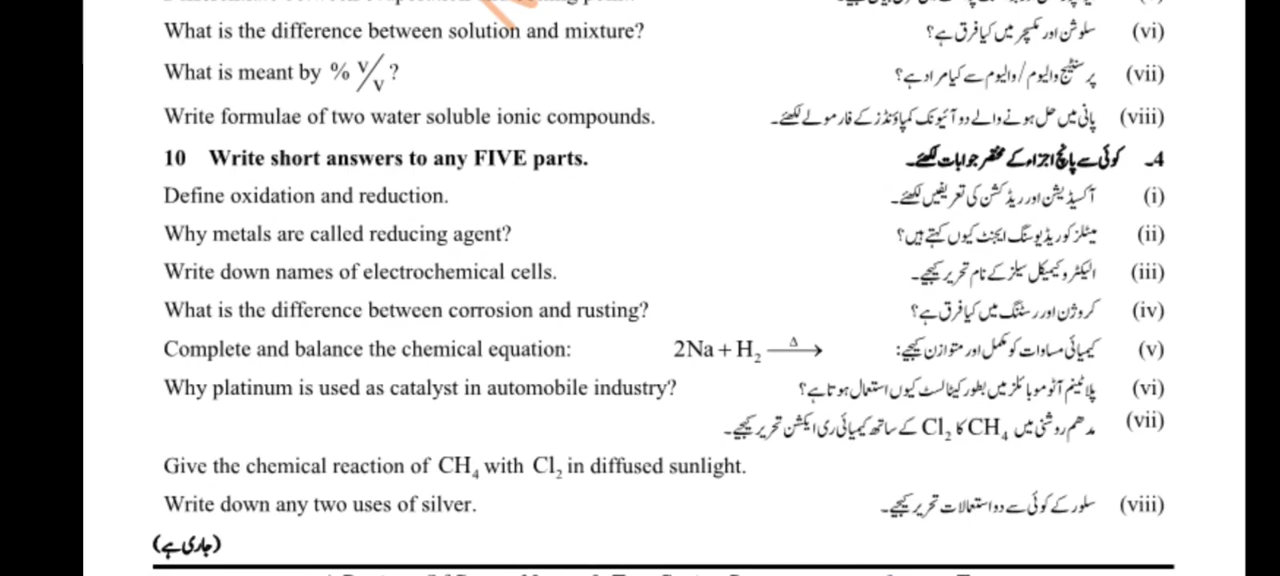 What is the difference between solution and mixture? سلوشن اور مکسچر میں کیا فرق ہے؟ (vi)
What is meant by % v/v ? پرسنٹیج والیوم/والیوم سے کیا مراد ہے؟ (vii)
Write formulae of two water soluble ionic compounds. پانی میں حل ہونے والے دو آئیونک کمپاؤنڈز کے فارمولے لکھئے۔ (viii)
10 Write short answers to any FIVE parts. کوئی سے پانچ اجزاء کے مختصر جوابات لکھئے۔ 4۔
Define oxidation and reduction. آکسیڈیشن اور ریڈکشن کی تعریفیں لکھئے۔ (i)
Why metals are called reducing agent? میٹلز کو ریڈیوسنگ ایجنٹ کیوں کہتے ہیں؟ (ii)
Write down names of electrochemical cells. الیکٹروکیمیکل سیلز کے نام تحریر کیجیے۔ (iii)
What is the difference between corrosion and rusting? کروژن اور رسٹنگ میں کیا فرق ہے؟ (iv)
Complete and balance the chemical equation: 2Na + H₂ —Δ→ کیمیائی مساوات کو مکمل اور متوازن کیجیے: (v)
Why platinum is used as catalyst in automobile industry? پلاٹینم آٹوموبائلز میں بطور کیٹالسٹ کیوں استعمال ہوتا ہے؟ (vi)
مدھم روشنی میں CH₄ کا Cl₂ کے ساتھ کیمیائی ری ایکشن تحریر کیجیے۔ (vii)
Give the chemical reaction of CH₄ with Cl₂ in diffused sunlight.
Write down any two uses of silver. سلور کے کوئی سے دو استعمالات تحریر کیجیے۔ (viii)
(جاری ہے)